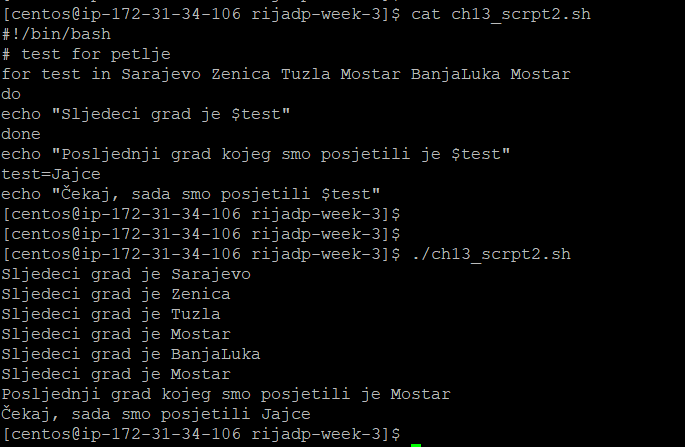 [centos@ip-172-31-34-106 rijadp-week-3]$ cat ch13_scrpt2.sh
#!/bin/bash
# test for petlje
for test in Sarajevo Zenica Tuzla Mostar BanjaLuka Mostar
do
echo "Sljedeci grad je $test"
done
echo "Posljednji grad kojeg smo posjetili je $test"
test=Jajce
echo "Čekaj, sada smo posjetili $test"
[centos@ip-172-31-34-106 rijadp-week-3]$
[centos@ip-172-31-34-106 rijadp-week-3]$
[centos@ip-172-31-34-106 rijadp-week-3]$ ./ch13_scrpt2.sh
Sljedeci grad je Sarajevo
Sljedeci grad je Zenica
Sljedeci grad je Tuzla
Sljedeci grad je Mostar
Sljedeci grad je BanjaLuka
Sljedeci grad je Mostar
Posljednji grad kojeg smo posjetili je Mostar
Čekaj, sada smo posjetili Jajce
[centos@ip-172-31-34-106 rijadp-week-3]$